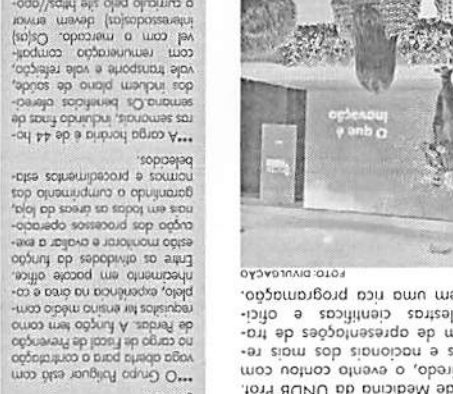 de Medicina da UNDB Prof.
iredo, o evento contou com
s e nacionais dos mais re-
m de apresentações de tra-
lestras científicas e ofici-
em uma rica programação.
FOTO: DIVULGAÇÃO
O que é
Inovação
***O Grupo Potiguar está com
vaga aberta para a contratação
no cargo de Fiscal de Prevenção
de Perdas. A função tem como
requisitos ter ensino médio com-
pleto, experiência na área e co-
nhecimento em pacote office.
Entre as atividades da função
estão monitorar e avaliar a exe-
cução dos processos operacio-
nais em todas as áreas da loja,
garantindo o cumprimento das
normas e procedimentos esta-
belecidos.
***A carga horária é de 44 ho-
ras semanais, incluindo finais de
semana.Os benefícios ofereci-
dos incluem plano de saúde,
vale transporte e vale refeição,
com remuneração compatí-
vel com o mercado. Os(as)
interessados(as) devem enviar
o currículo pelo site https//opo-